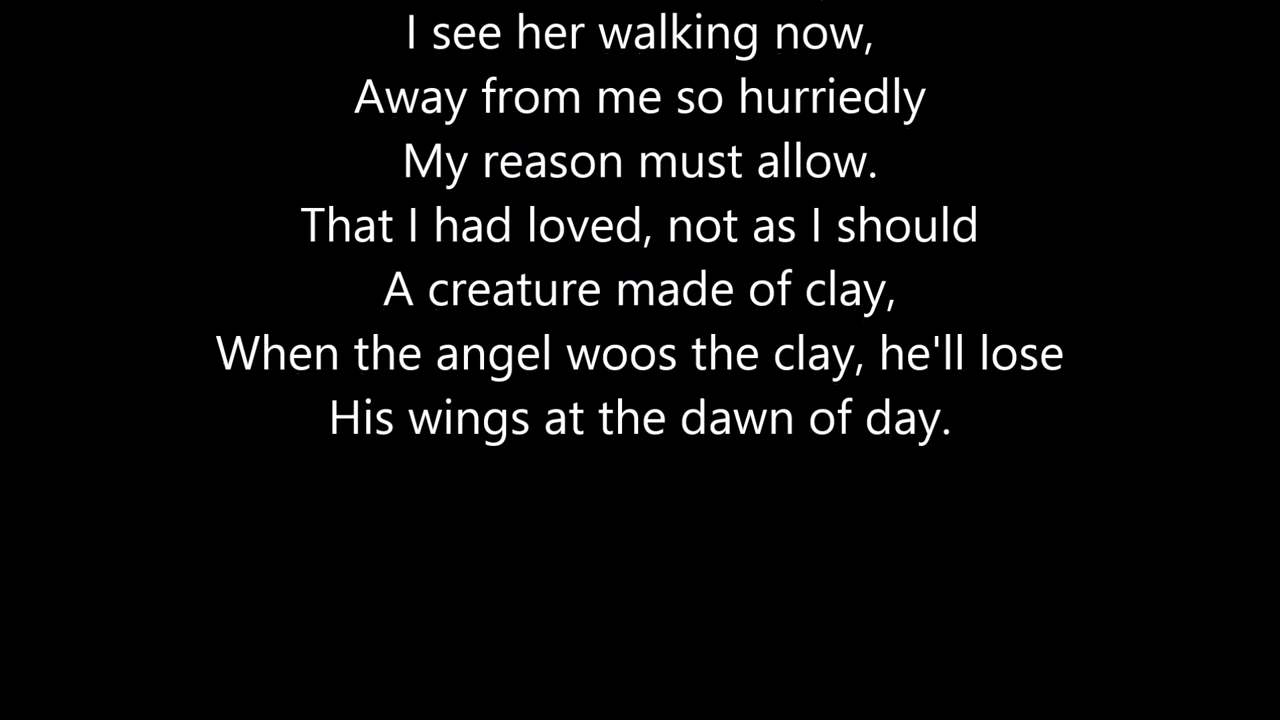 I see her walking now,
Away from me so hurriedly
My reason must allow.
That I had loved, not as I should
A creature made of clay,
When the angel woos the clay, he'll lose
His wings at the dawn of day.